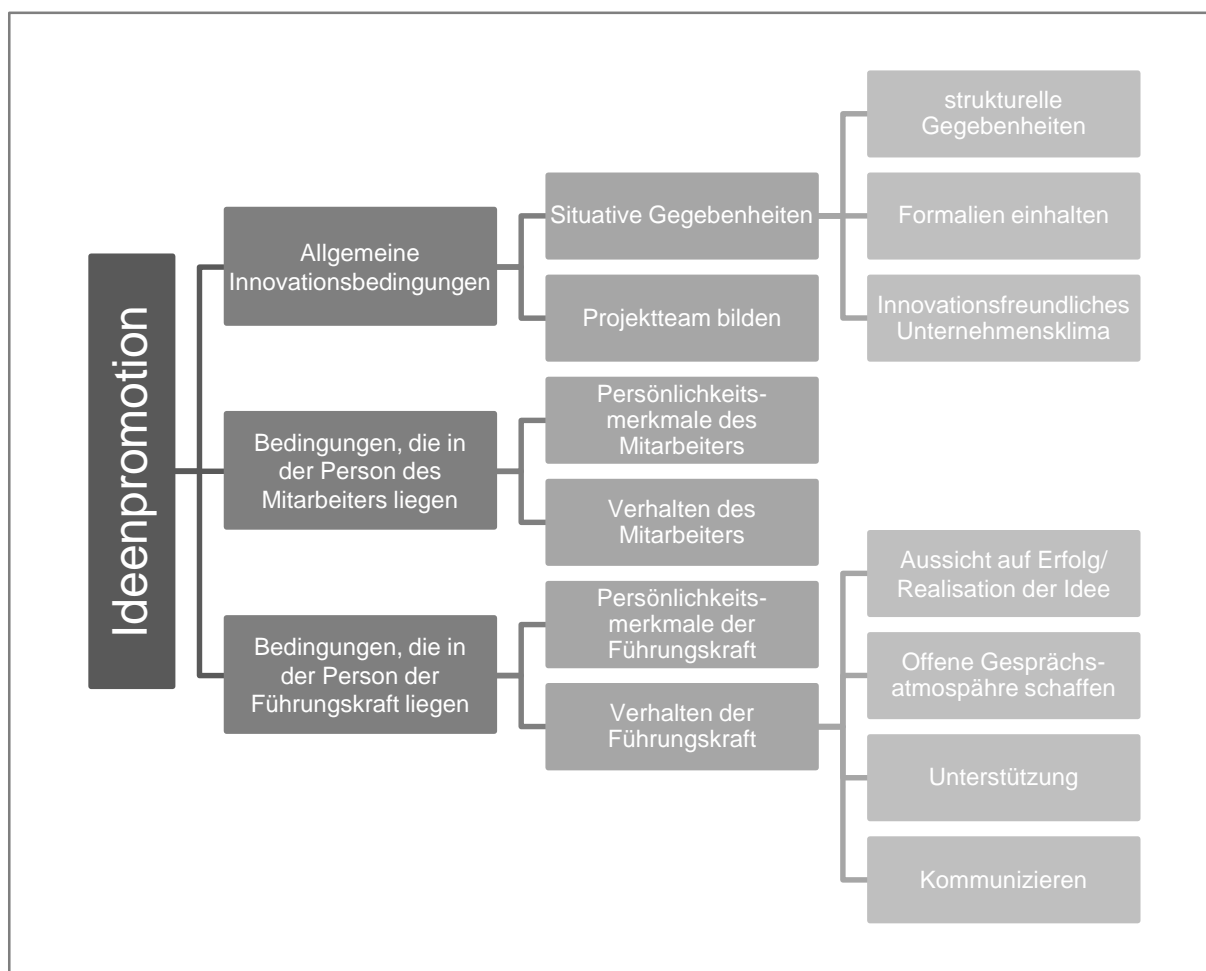 Ideenpromotion
Allgemeine
Innovationsbedingungen
Situative Gegebenheiten
strukturelle
Gegebenheiten
Formalien einhalten
Innovationsfreundliches
Unternehmensklima
Projektteam bilden
Bedingungen, die in
der Person des
Mitarbeiters liegen
Persönlichkeits-
merkmale des
Mitarbeiters
Verhalten des
Mitarbeiters
Bedingungen, die in
der Person der
Führungskraft liegen
Persönlichkeits-
merkmale der
Führungskraft
Verhalten der
Führungskraft
Aussicht auf Erfolg/
Realisation der Idee
Offene Gesprächs-
atmospähre schaffen
Unterstützung
Kommunizieren